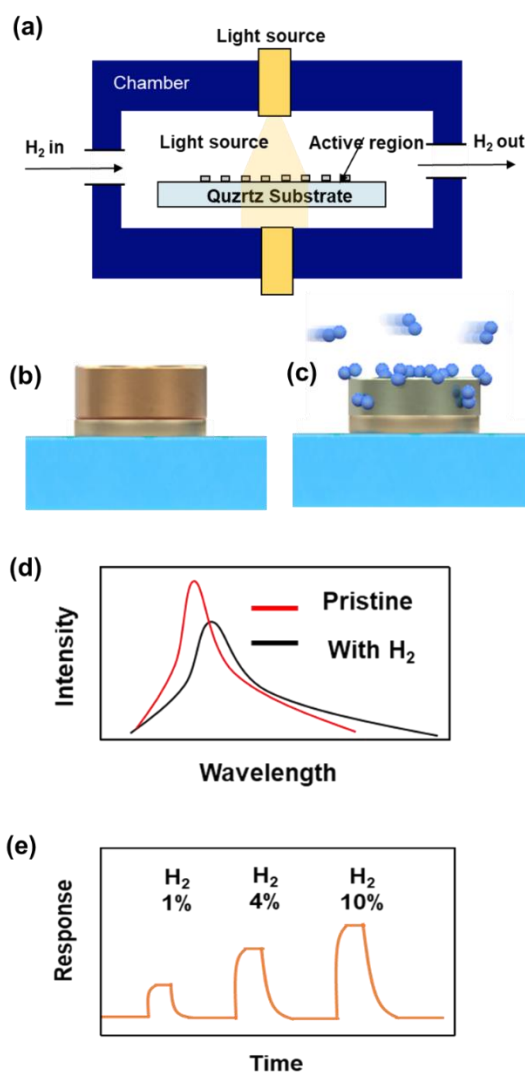 (a)
Light source
Chamber
H₂ in
Light source
Active region
H₂ out
Quzrtz Substrate
(b)
(c)
(d)
Intensity
Pristine
With H₂
Wavelength
(e)
Response
H₂
1%
H₂
4%
H₂
10%
Time